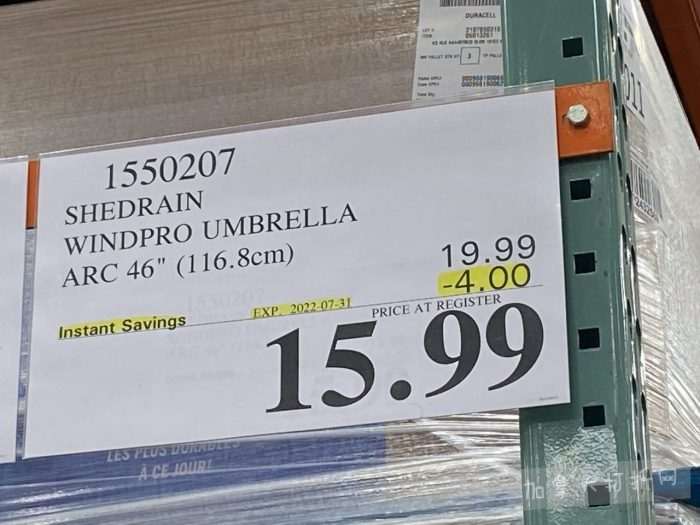 DURACELL
1550207
SHEDRAIN
WINDPRO UMBRELLA
ARC 46" (116.8cm)
19.99
-4.00
Instant Savings
EXP. 2022-07-31
PRICE AT REGISTER
15.99
LES PLUS DURABLES
À CE JOUR!